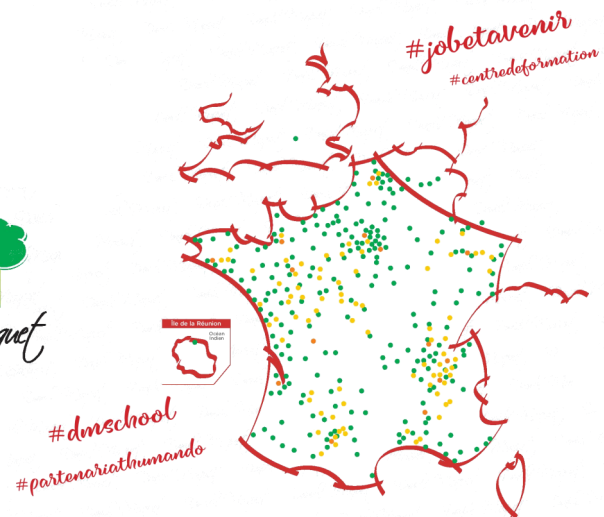 #jobetavenir
#centredeformation
Île de la Réunion
Océan
indien
#dmschool
#partenariathumando